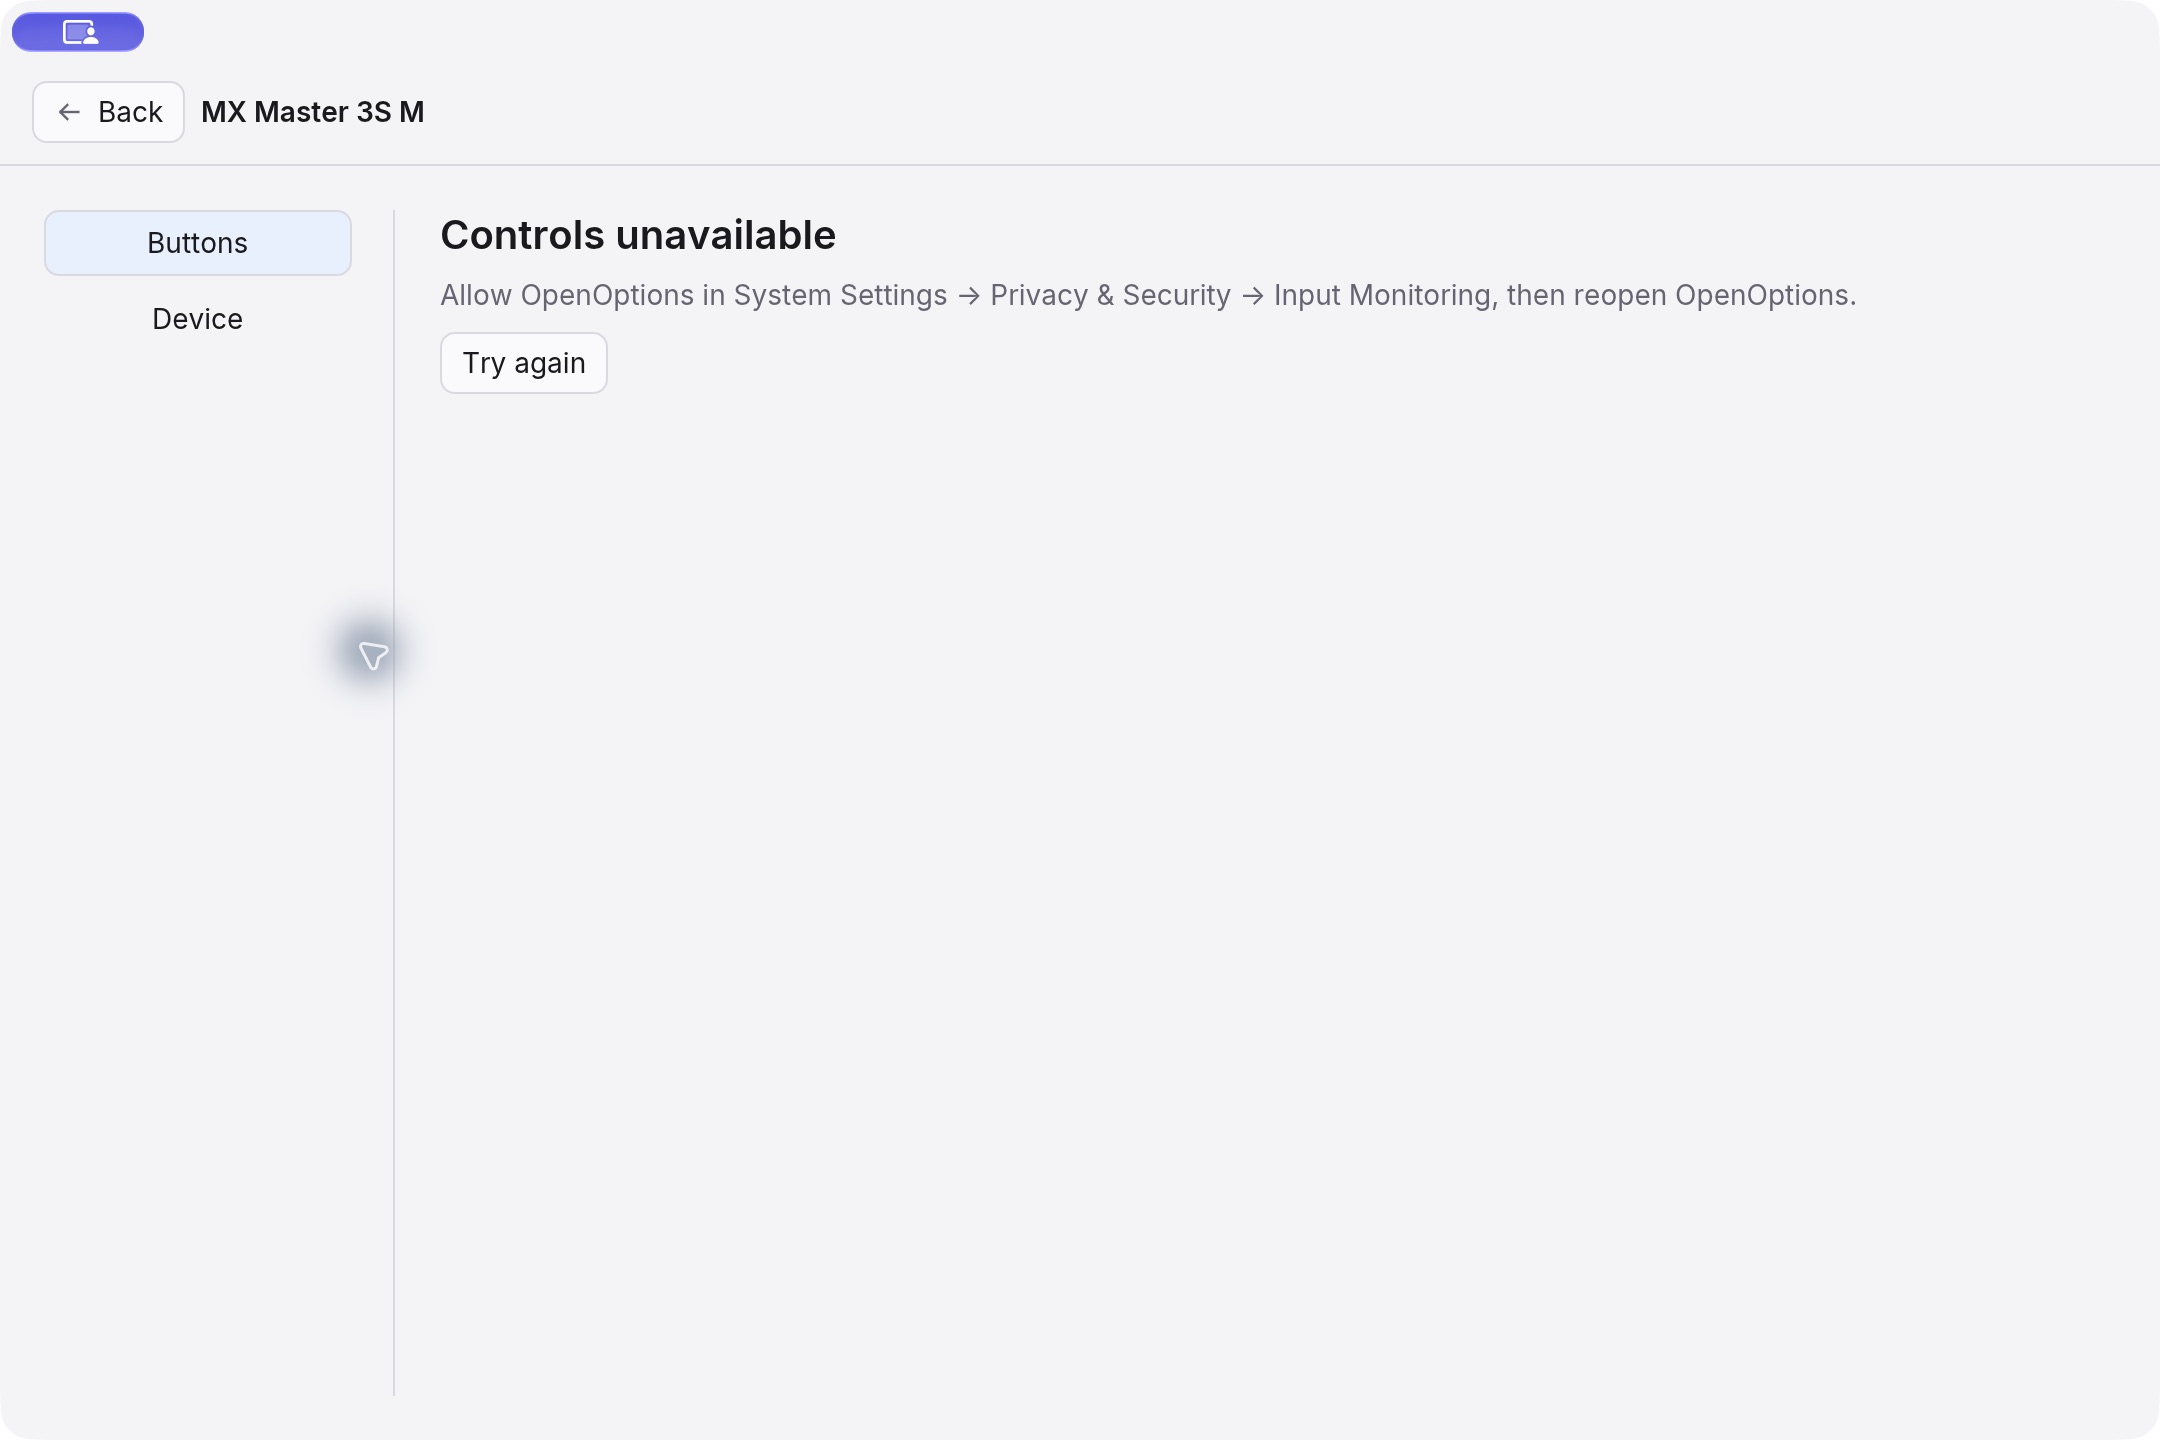 Back
MX Master 3S M
Buttons
Device
Controls unavailable
Allow OpenOptions in System Settings → Privacy & Security → Input Monitoring, then reopen OpenOptions.
Try again